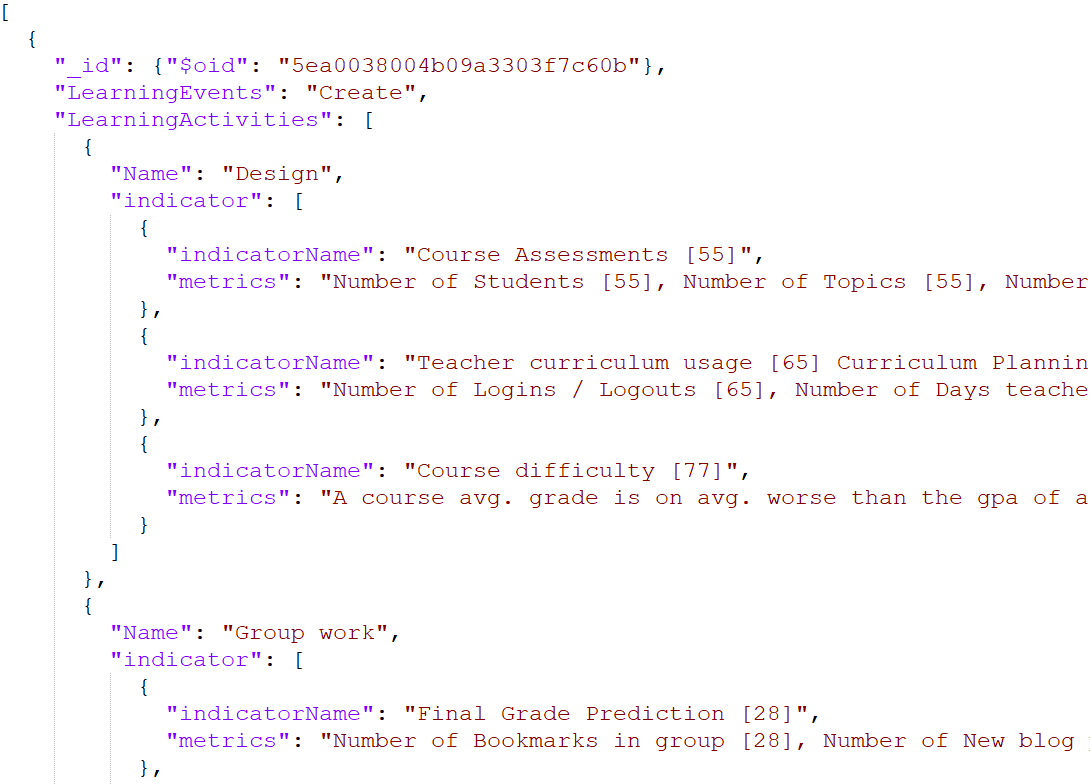 [
  {
    "_id": {"$oid": "5ea0038004b09a3303f7c60b"},
    "LearningEvents": "Create",
    "LearningActivities": [
      {
        "Name": "Design",
        "indicator": [
          {
            "indicatorName": "Course Assessments [55]",
            "metrics": "Number of Students [55], Number of Topics [55], Number
          },
          {
            "indicatorName": "Teacher curriculum usage [65] Curriculum Plannin
            "metrics": "Number of Logins / Logouts [65], Number of Days teache
          },
          {
            "indicatorName": "Course difficulty [77]",
            "metrics": "A course avg. grade is on avg. worse than the gpa of a
          }
        ]
      },
      {
        "Name": "Group work",
        "indicator": [
          {
            "indicatorName": "Final Grade Prediction [28]",
            "metrics": "Number of Bookmarks in group [28], Number of New blog
          },